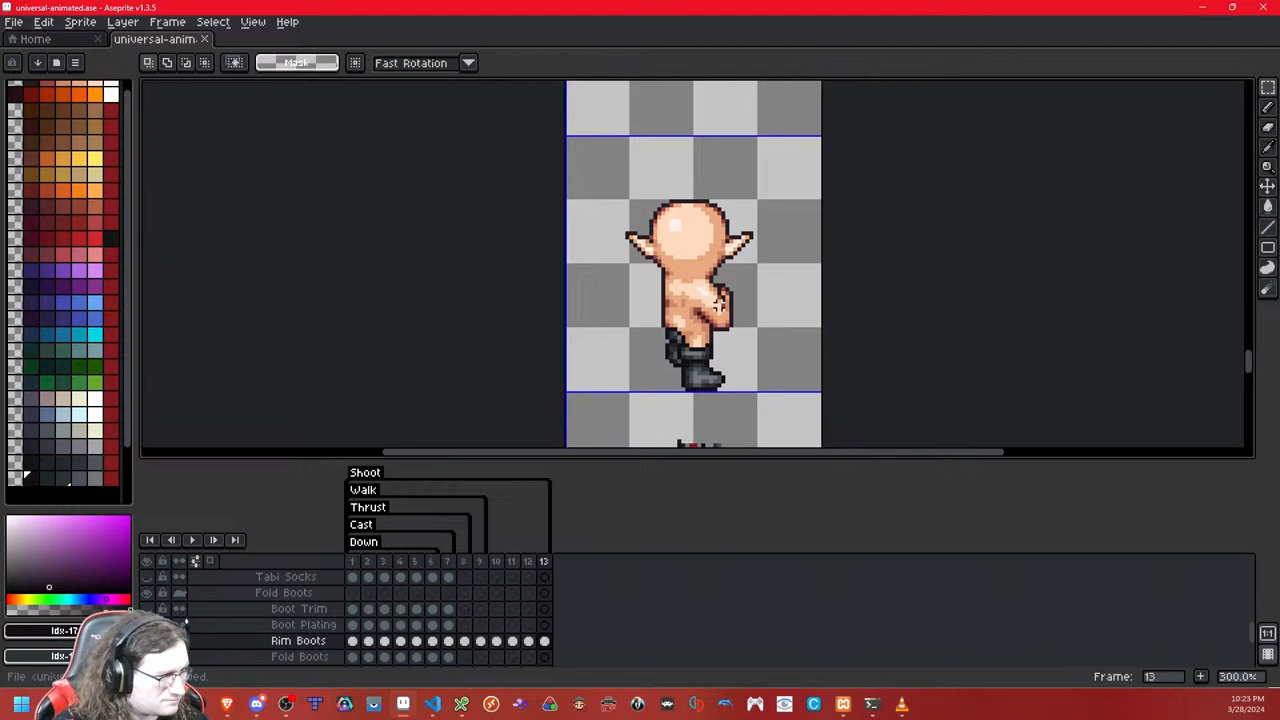 universal-animated.ase - Aseprite v1.3.5
File Edit Sprite Layer Frame Select View Help
Home
universal-anim.
Mask
Fast Rotation
Shoot
Walk
Thrust
Cast
Down
1 2 3 4 5 6 7 8 9 10 11 12 13
Tabi Socks
Fold Boots
Boot Trim
Boot Plating
Rim Boots
Fold Boots
1:1
Frame: 13
300.0%
10:23 PM
3/28/2024